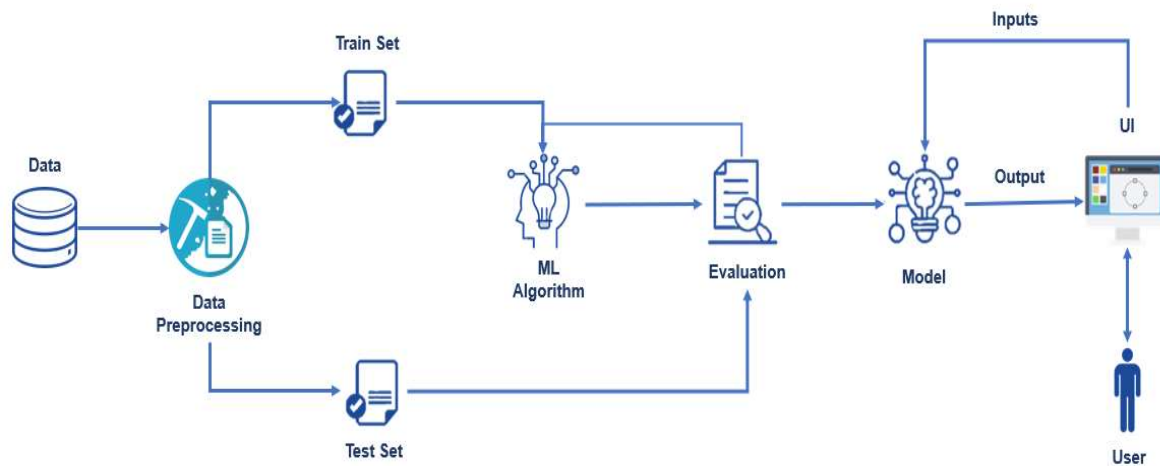 Inputs
Train Set
UI
Data
Output
ML
Algorithm
Evaluation
Model
Data
Preprocessing
Test Set
User